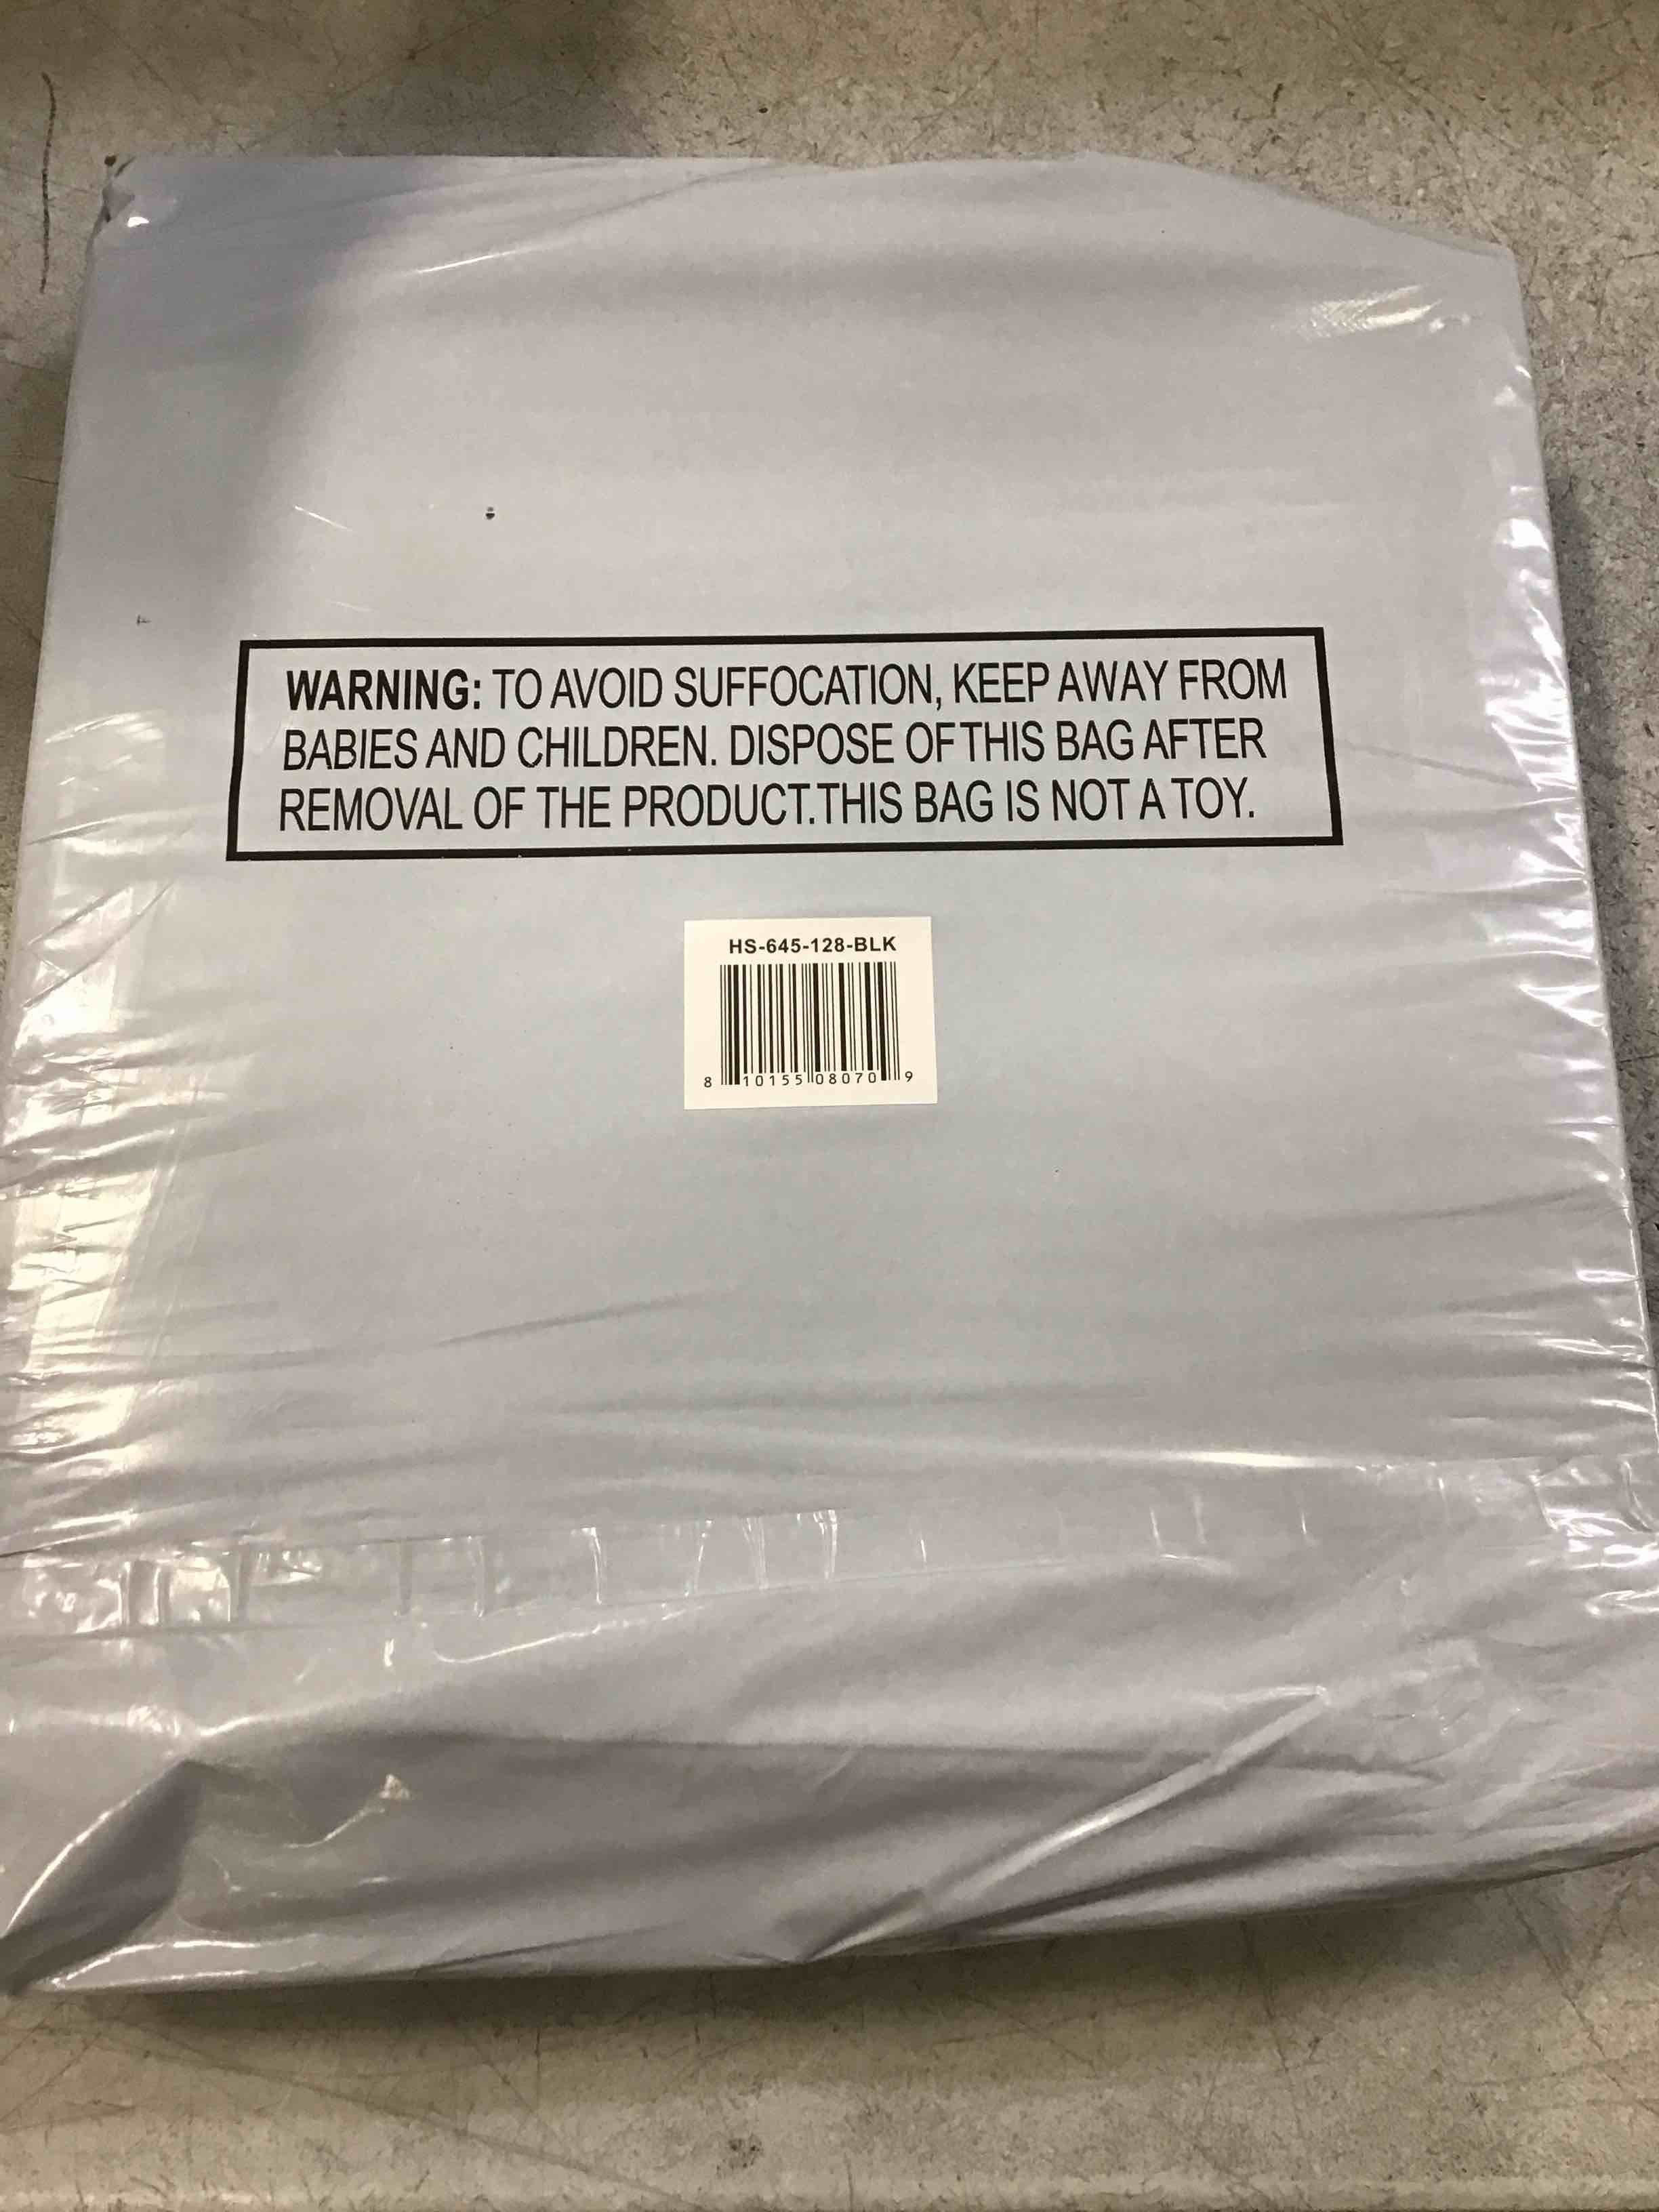 WARNING: TO AVOID SUFFOCATION, KEEP AWAY FROM
BABIES AND CHILDREN. DISPOSE OF THIS BAG AFTER
REMOVAL OF THE PRODUCT.THIS BAG IS NOT A TOY.
HS-645-128-BLK
8 10155 08070 9